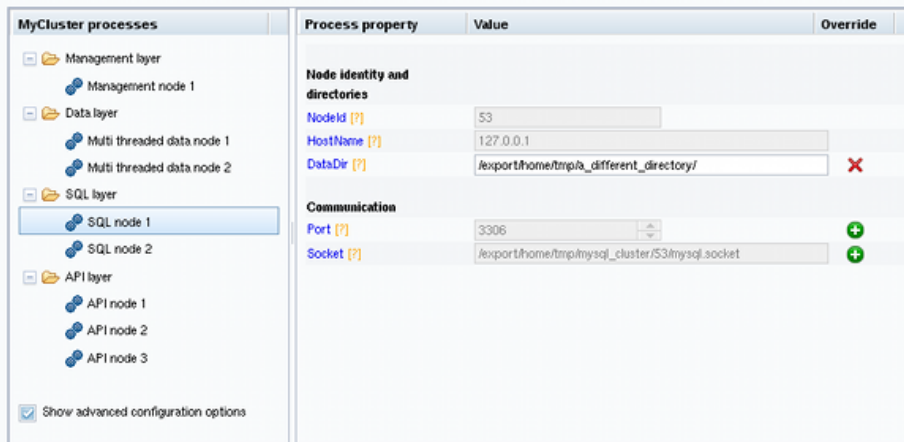 MyCluster processes
Management layer
Management node 1
Data layer
Multi threaded data node 1
Multi threaded data node 2
SQL layer
SQL node 1
SQL node 2
API layer
API node 1
API node 2
API node 3
Show advanced configuration options
Process property Value Override
Node identity and
directories
NodeId [?] 53
HostName [?] 127.0.0.1
DataDir [?] /export/home/tmp/a_different_directory/
Communication
Port [?] 3306
Socket [?] /export/home/tmp/mysql_cluster/53/mysql.socket